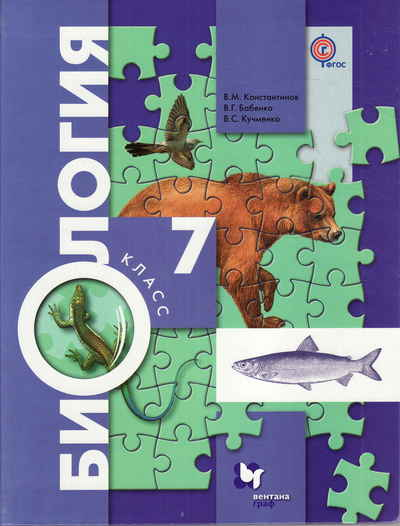 ФГОС
В.М. Константинов
В.Г. Бабенко
В.С. Кучменко
БИОЛОГИЯ
7
КЛАСС
вентана
граф